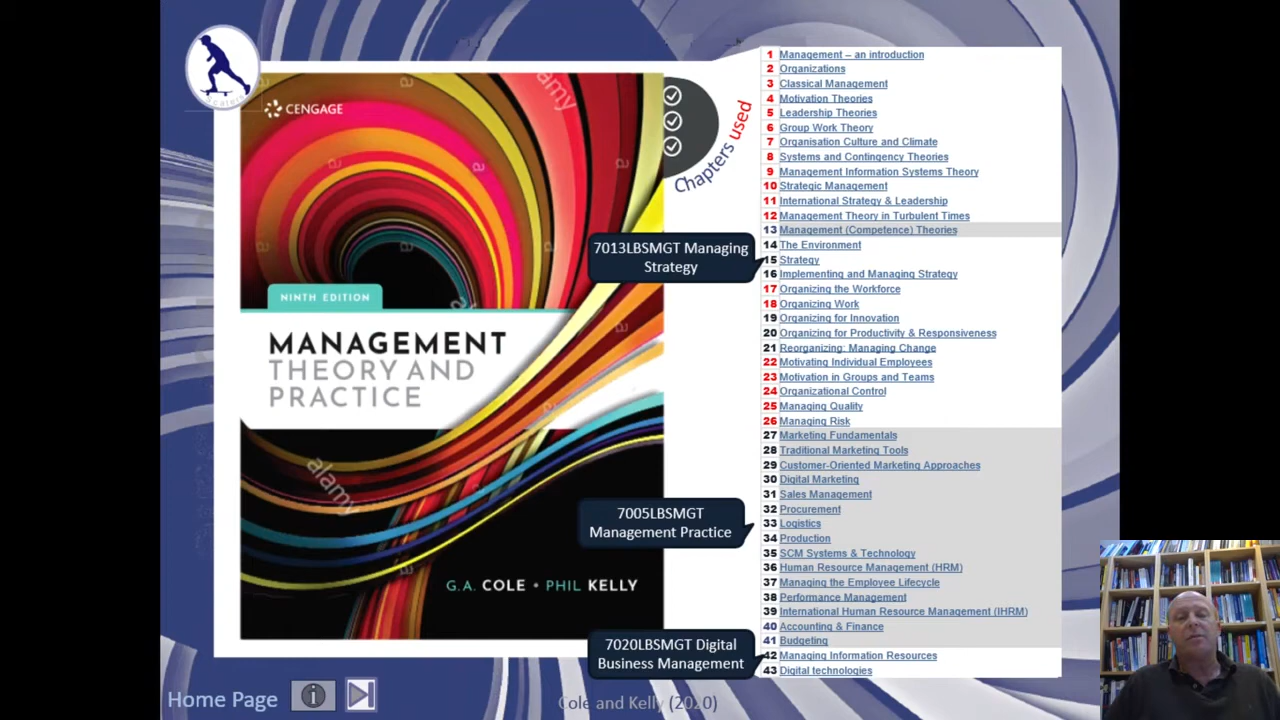 Scaters
CENGAGE
alamy
a
a
a
a
a
a
a
NINTH EDITION
MANAGEMENT
THEORY AND
PRACTICE
alamy
G.A. COLE • PHIL KELLY
Chapters used
7013LBSMGT Managing
Strategy
7005LBSMGT
Management Practice
7020LBSMGT Digital
Business Management
1 Management – an introduction
2 Organizations
3 Classical Management
4 Motivation Theories
5 Leadership Theories
6 Group Work Theory
7 Organisation Culture and Climate
8 Systems and Contingency Theories
9 Management Information Systems Theory
10 Strategic Management
11 International Strategy & Leadership
12 Management Theory in Turbulent Times
13 Management (Competence) Theories
14 The Environment
15 Strategy
16 Implementing and Managing Strategy
17 Organizing the Workforce
18 Organizing Work
19 Organizing for Innovation
20 Organizing for Productivity & Responsiveness
21 Reorganizing: Managing Change
22 Motivating Individual Employees
23 Motivation in Groups and Teams
24 Organizational Control
25 Managing Quality
26 Managing Risk
27 Marketing Fundamentals
28 Traditional Marketing Tools
29 Customer-Oriented Marketing Approaches
30 Digital Marketing
31 Sales Management
32 Procurement
33 Logistics
34 Production
35 SCM Systems & Technology
36 Human Resource Management (HRM)
37 Managing the Employee Lifecycle
38 Performance Management
39 International Human Resource Management (IHRM)
40 Accounting & Finance
41 Budgeting
42 Managing Information Resources
43 Digital technologies
Home Page
Cole and Kelly (2020)